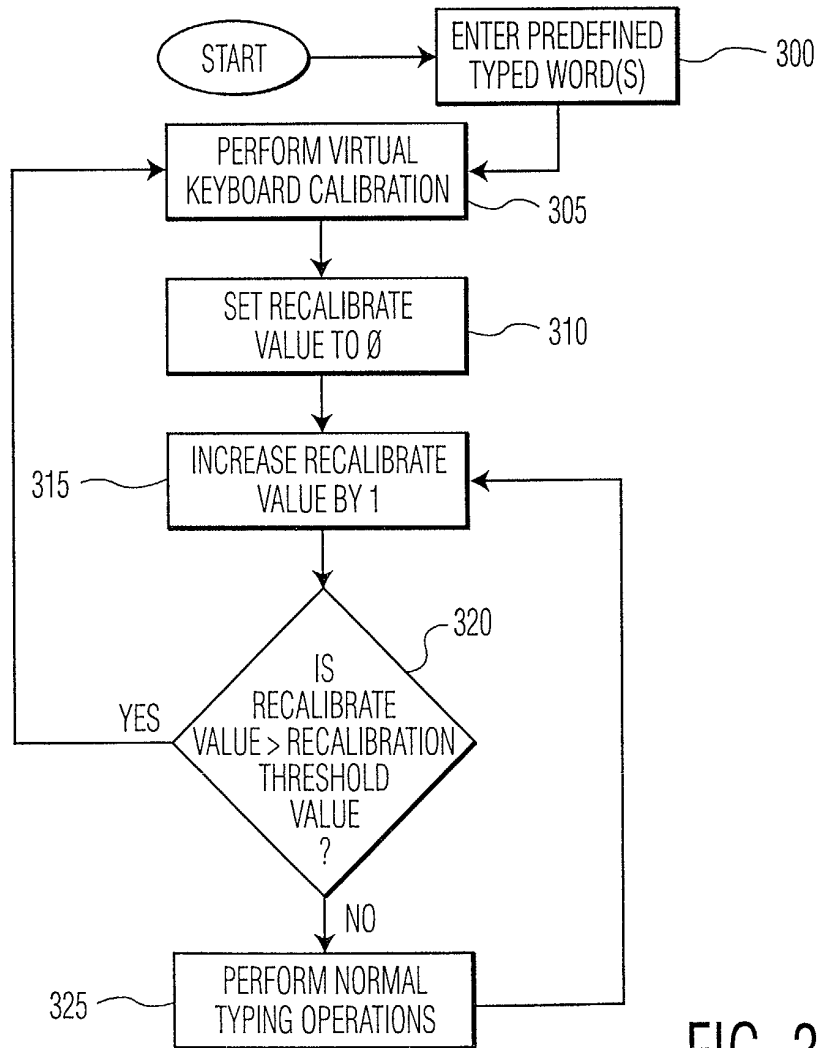 START
ENTER PREDEFINED
TYPED WORD(S)
300
PERFORM VIRTUAL
KEYBOARD CALIBRATION
305
SET RECALIBRATE
VALUE TO Ø
310
INCREASE RECALIBRATE
VALUE BY 1
315
320
IS
RECALIBRATE
VALUE > RECALIBRATION
THRESHOLD
VALUE
?
YES
NO
PERFORM NORMAL
TYPING OPERATIONS
325
FIG.